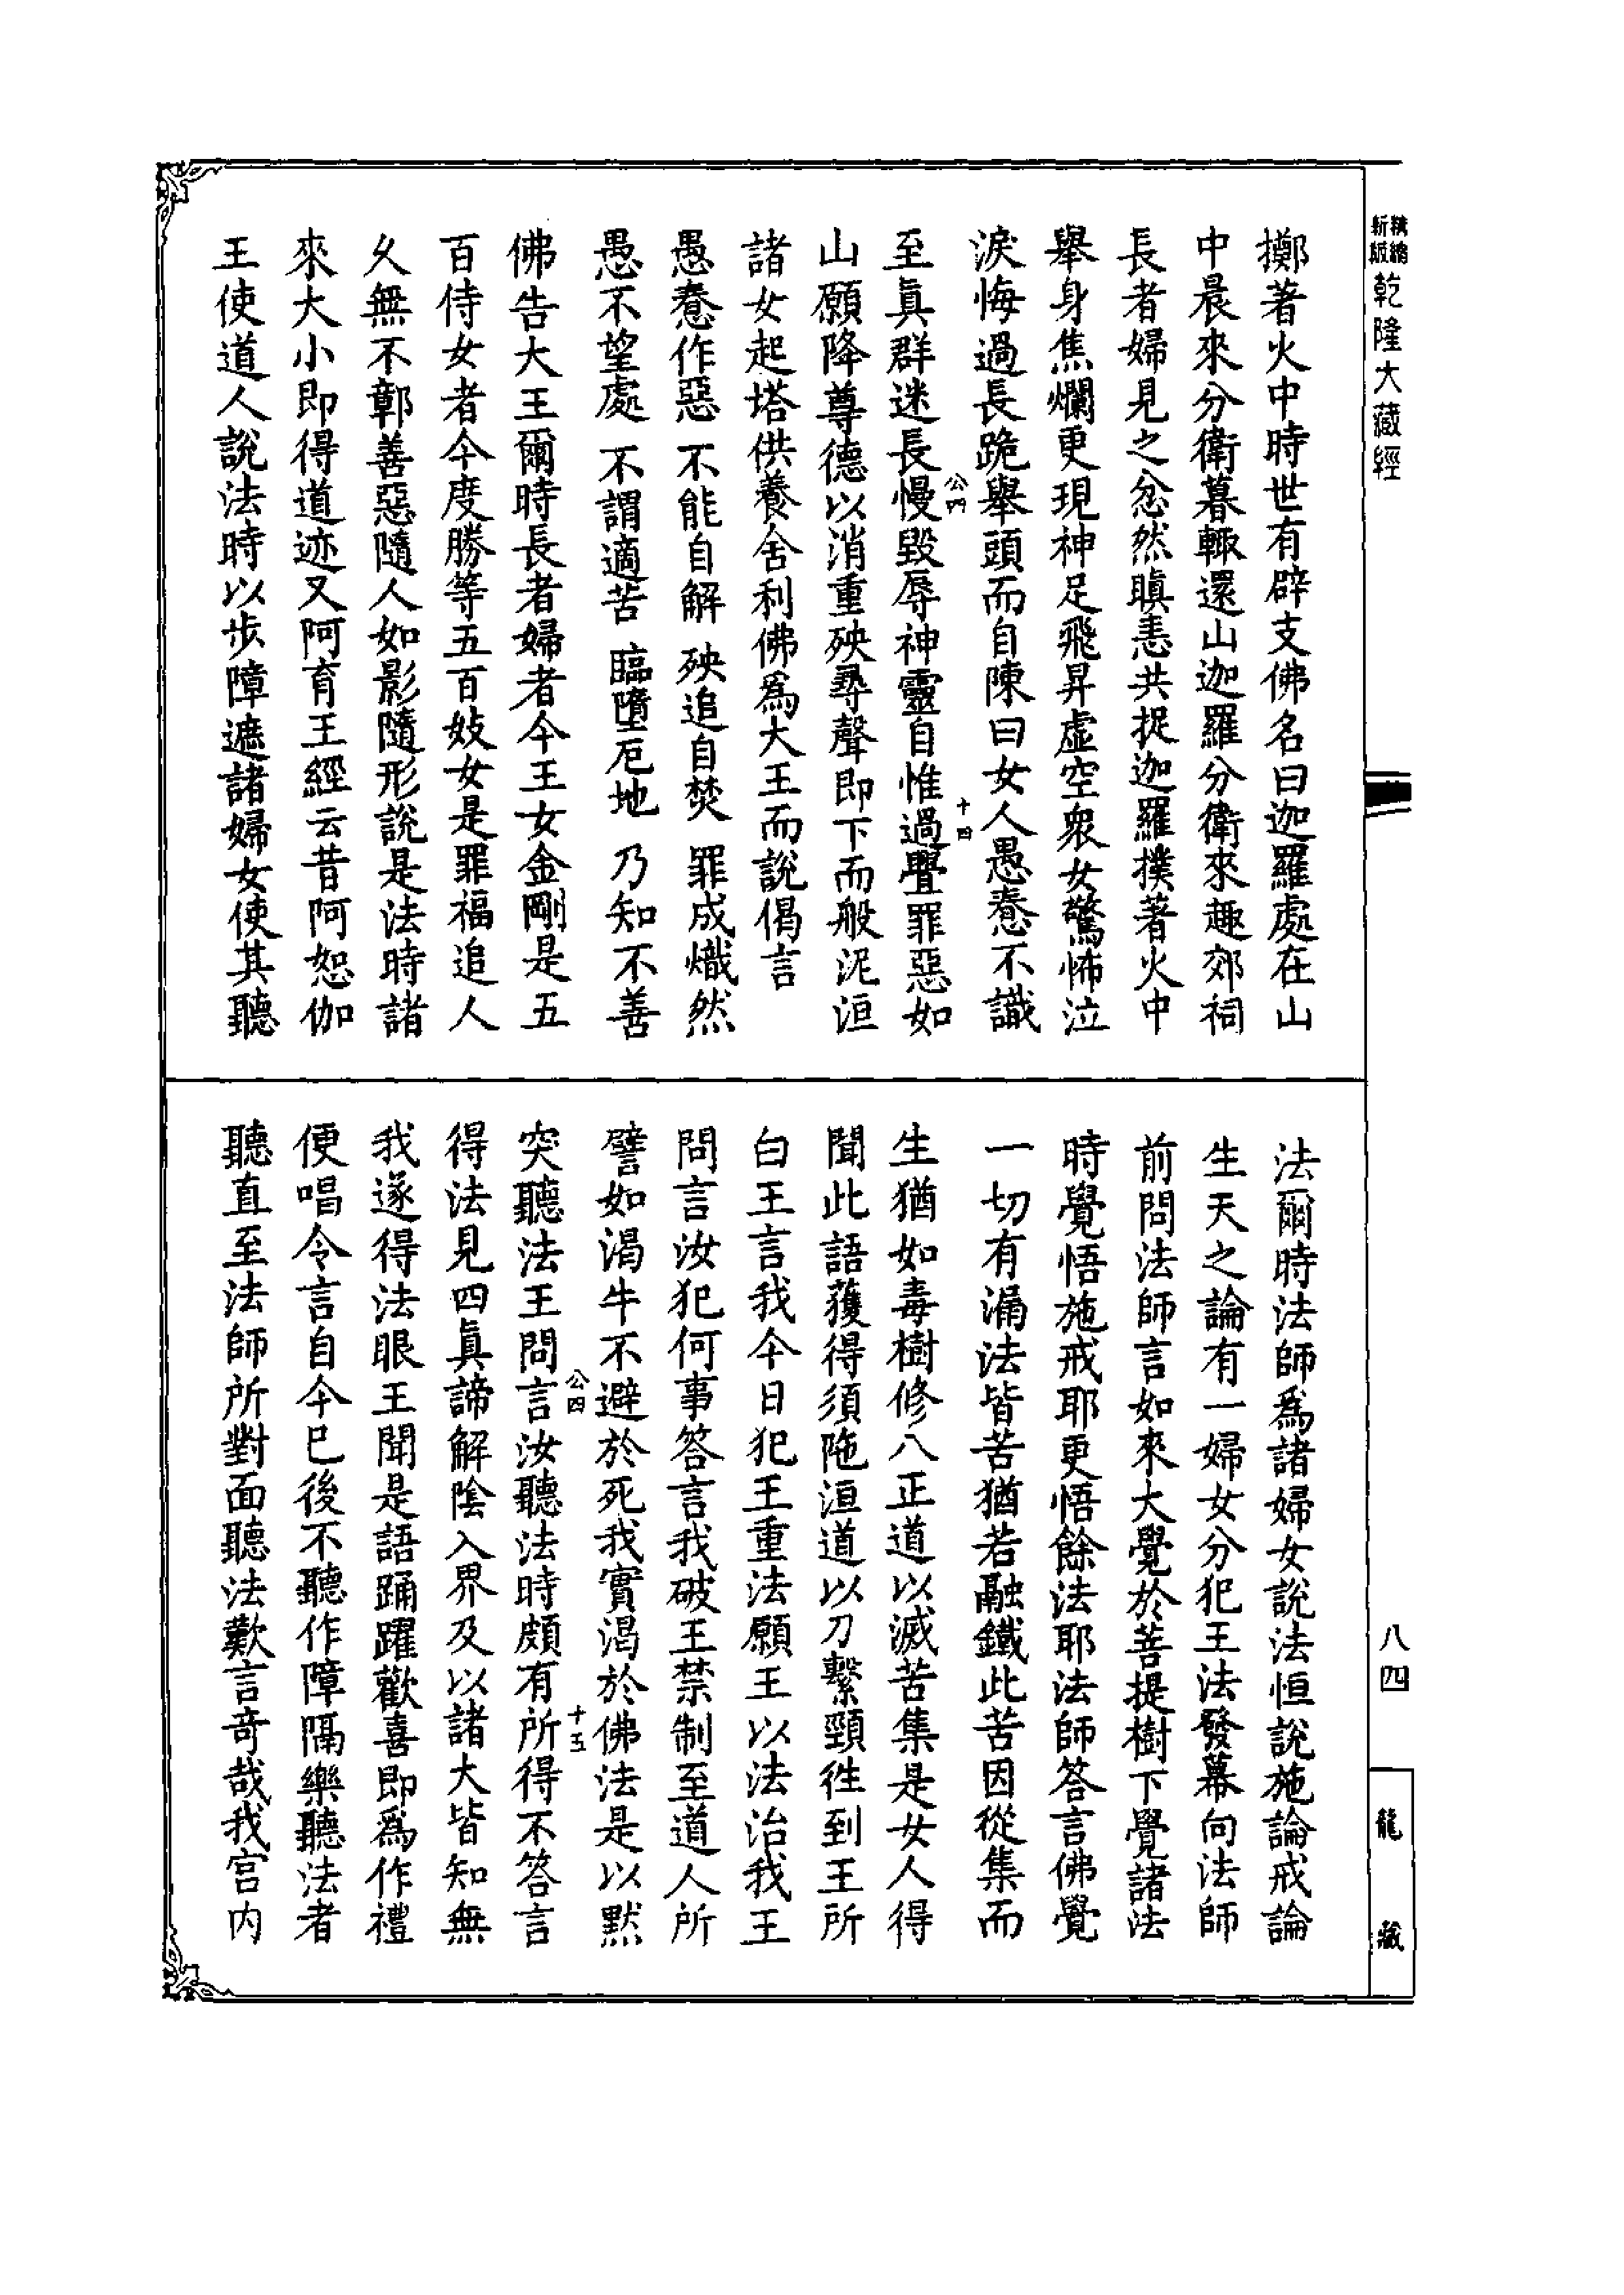 新版
精縮
乾隆大藏經
八四
龍藏
擲著火中時世有辟支佛名曰迦羅處在山
中晨來分衛暮輙還山迦羅分衛來趣郊祠
長者婦見之忿然瞋恚共捉迦羅撲著火中
舉身焦爛更現神足飛昇虛空衆女驚怖泣
淚悔過長跪舉頭而自陳曰女人愚惷不識
至眞群迷長慢毀辱神靈自惟過舋罪惡如
公四
十四
山願降尊德以消重殃尋聲即下而般泥洹
諸女起塔供養舍利佛爲大王而說偈言
愚惷作惡 不能自解 殃追自焚 罪成熾然
愚不望處 不謂適苦 臨墮厄地 乃知不善
佛告大王爾時長者婦者今王女金剛是五
百侍女者今度勝等五百妓女是罪福追人
乆無不彰善惡隨人如影隨形說是法時諸
來大小即得道迹又阿育王經云昔阿恕伽
王使道人說法時以步障遮諸婦女使其聽
法爾時法師爲諸婦女說法恒說施論戒論
生天之論有一婦女分犯王法發幕向法師
前問法師言如來大覺於菩提樹下覺諸法
時覺悟施戒耶更悟餘法耶法師答言佛覺
一切有漏法皆苦猶若融鐵此苦因從集而
生猶如毒樹修八正道以滅苦集是女人得
聞此語獲得須陁洹道以刀繫頸徃到王所
白王言我今日犯王重法願王以法治我王
問言汝犯何事答言我破王禁制至道人所
譬如渴牛不避於死我實渴於佛法是以默
公四
十五
突聽法王問言汝聽法時頗有所得不答言
得法見四眞諦解陰入界及以諸大皆知無
我遂得法眼王聞是語踊躍歡喜即爲作禮
便唱令言自今已後不聽作障隔樂聽法者
聽直至法師所對面聽法歎言奇哉我宮内